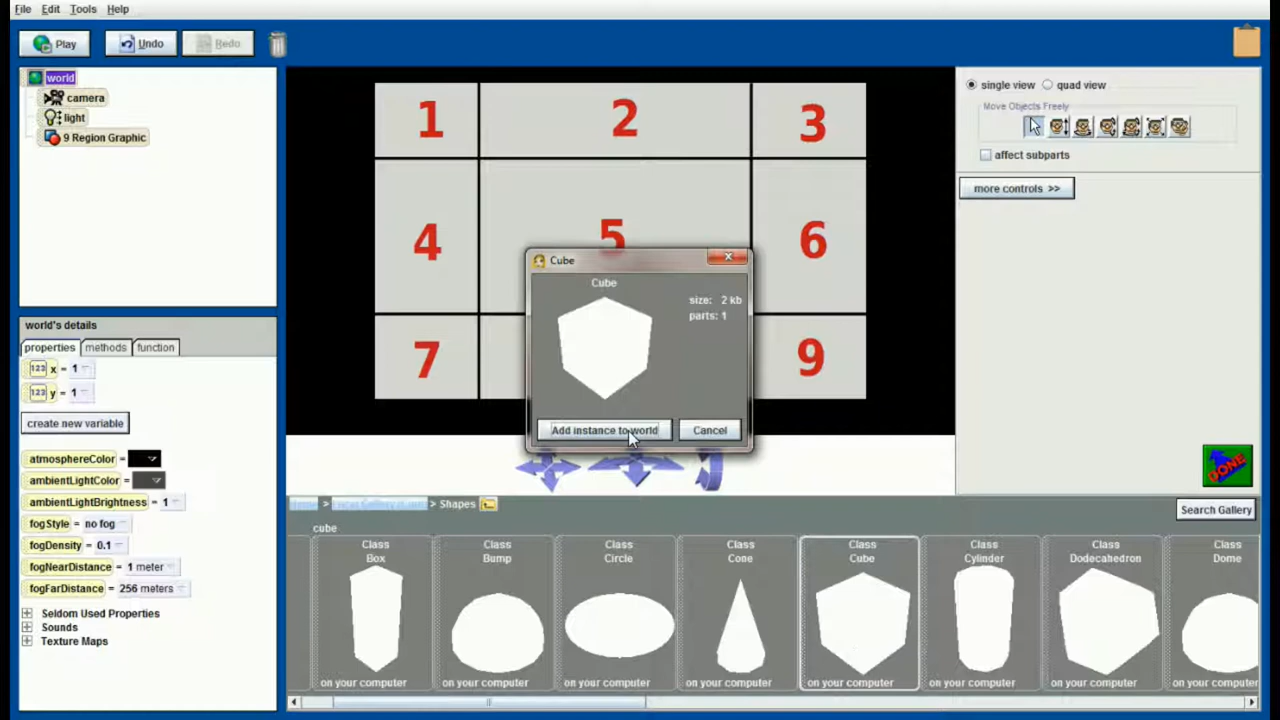 File Edit Tools Help
Play Undo Redo
world
camera
light
9 Region Graphic
world's details
properties methods function
123 x = 1
123 y = 1
create new variable
atmosphereColor =
ambientLightColor =
ambientLightBrightness = 1
fogStyle = no fog
fogDensity = 0.1
fogNearDistance = 1 meter
fogFarDistance = 256 meters
Seldom Used Properties
Sounds
Texture Maps
1 2 3
4 5 6
7 9
Cube
Cube
size: 2 kb
parts: 1
Add instance to world Cancel
single view quad view
Move Objects Freely
affect subparts
more controls >>
DONE
Home > > Shapes
Search Gallery
cube
Class Class Class Class Class Class Class Class
Box Bump Circle Cone Cube Cylinder Dodecahedron Dome
on your computer on your computer on your computer on your computer on your computer on your computer on your computer on your computer